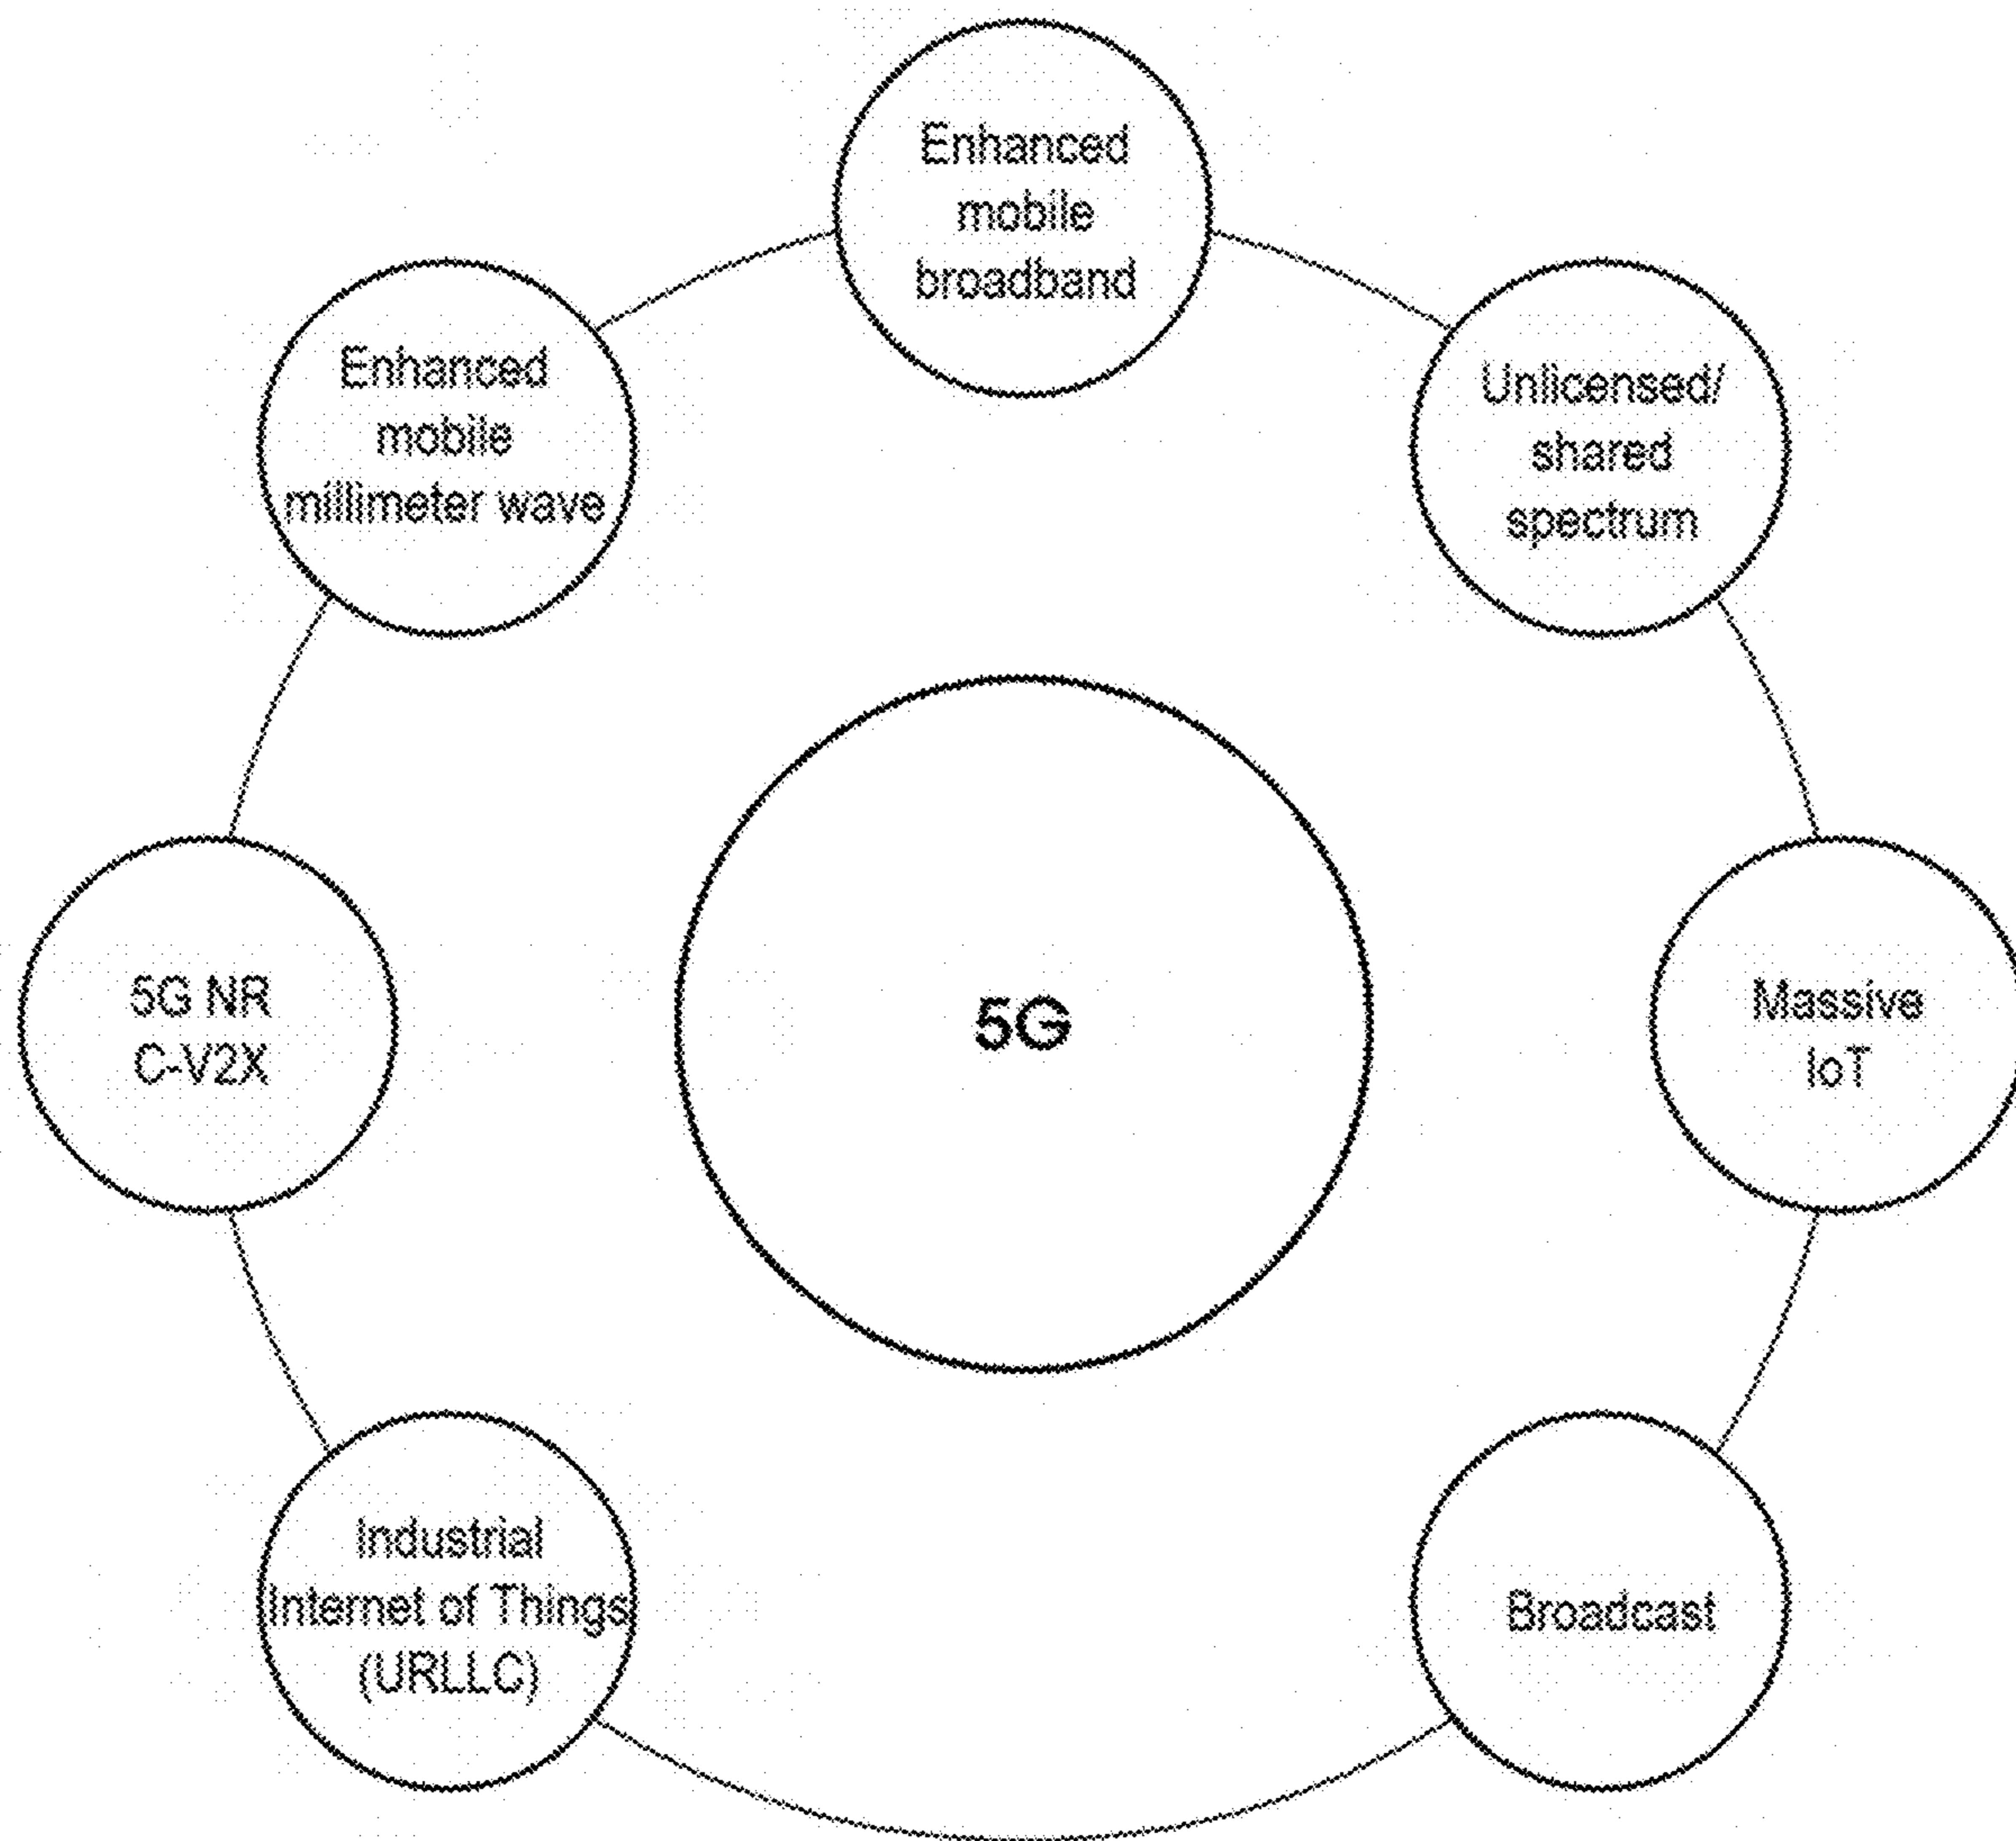 Enhanced
mobile
broadband
Enhanced
mobile
millimeter wave
Unlicensed/
shared
spectrum
5G NR
C-V2X
5G
Massive
IoT
Industrial
Internet of Things
(URLLC)
Broadcast